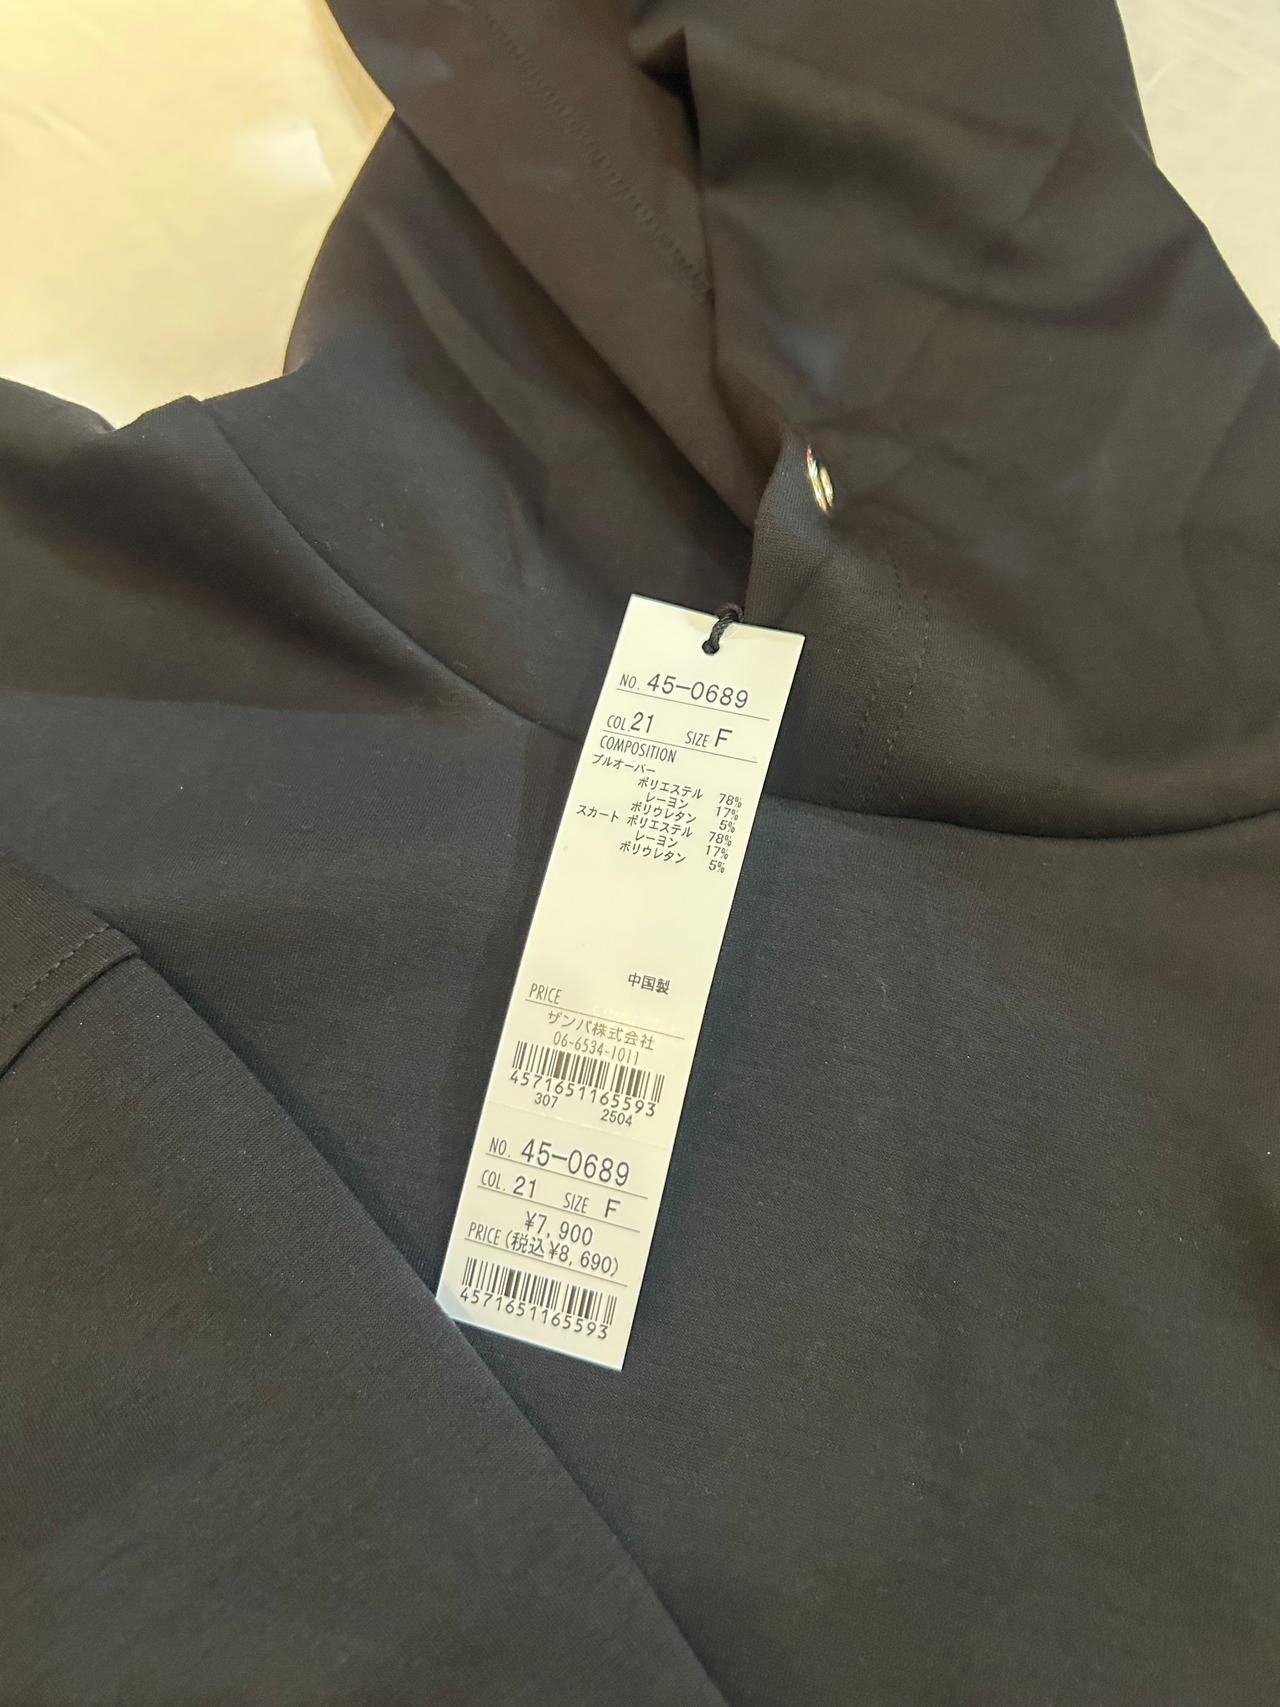 NO. 45-0689
COL. 21 SIZE F
COMPOSITION
プルオーバー
ポリエステル 78%
レーヨン 17%
ポリウレタン 5%
スカート ポリエステル 78%
レーヨン 17%
ポリウレタン 5%
中国製
PRICE
ザンパ株式会社
06-6534-1011
4571651165593
307 2504
NO. 45-0689
COL. 21 SIZE F
¥7,900
PRICE (税込¥8,690)
4571651165593